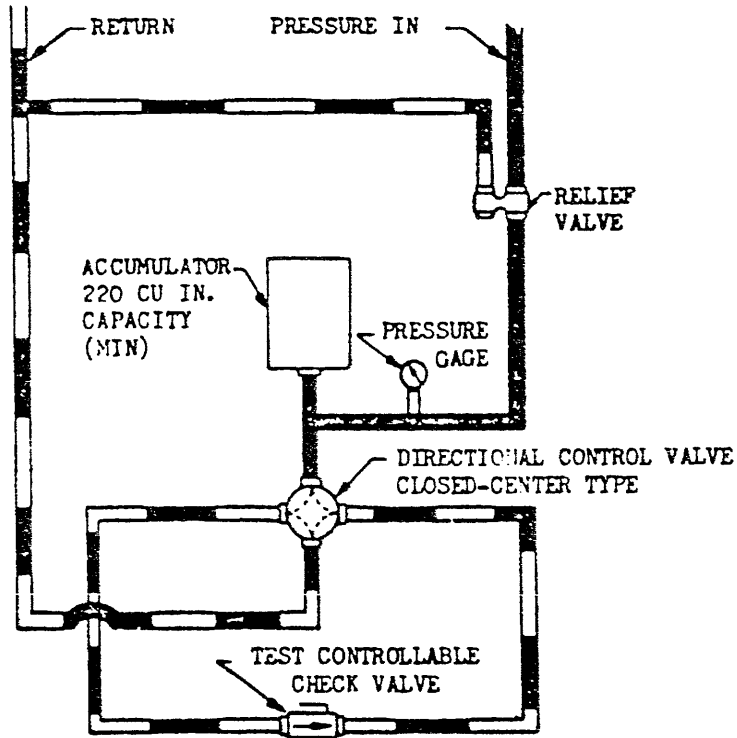 RETURN
PRESSURE IN
RELIEF
VALVE
ACCUMULATOR
220 CU IN.
CAPACITY
(MIN)
PRESSURE
GAGE
DIRECTIONAL CONTROL VALVE
CLOSED-CENTER TYPE
TEST CONTROLLABLE
CHECK VALVE